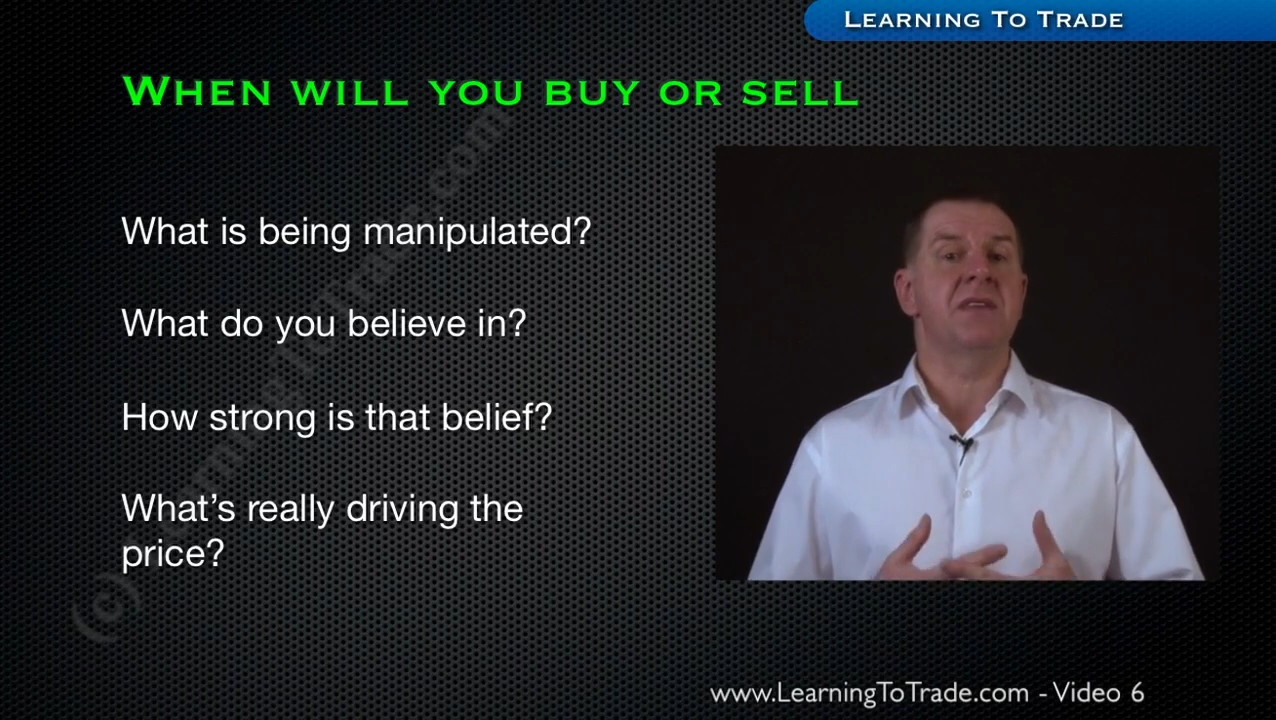 LEARNING TO TRADE
WHEN WILL YOU BUY OR SELL
What is being manipulated?
What do you believe in?
How strong is that belief?
What's really driving the
price?
www.LearningToTrade.com - Video 6